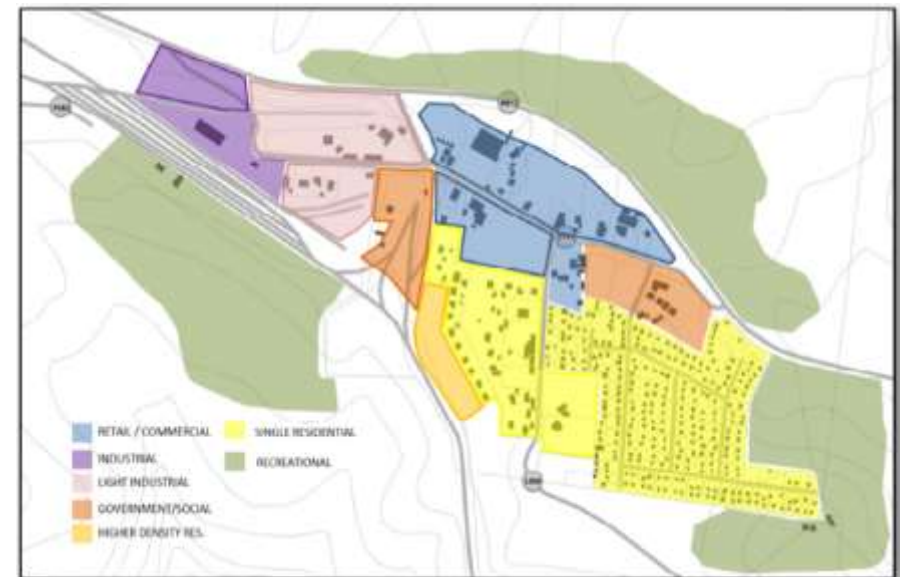 RETAIL / COMMERCIAL
INDUSTRIAL
LIGHT INDUSTRIAL
GOVERNMENT/SOCIAL
HIGHER DENSITY RES.
SINGLE RESIDENTIAL
RECREATIONAL